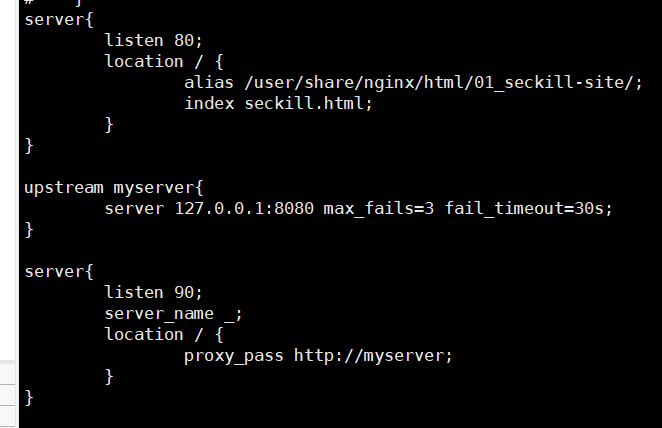 # }
server{
listen 80;
location / {
alias /user/share/nginx/html/01_seckill-site/;
index seckill.html;
}
}
upstream myserver{
server 127.0.0.1:8080 max_fails=3 fail_timeout=30s;
}
server{
listen 90;
server_name _;
location / {
proxy_pass http://myserver;
}
}